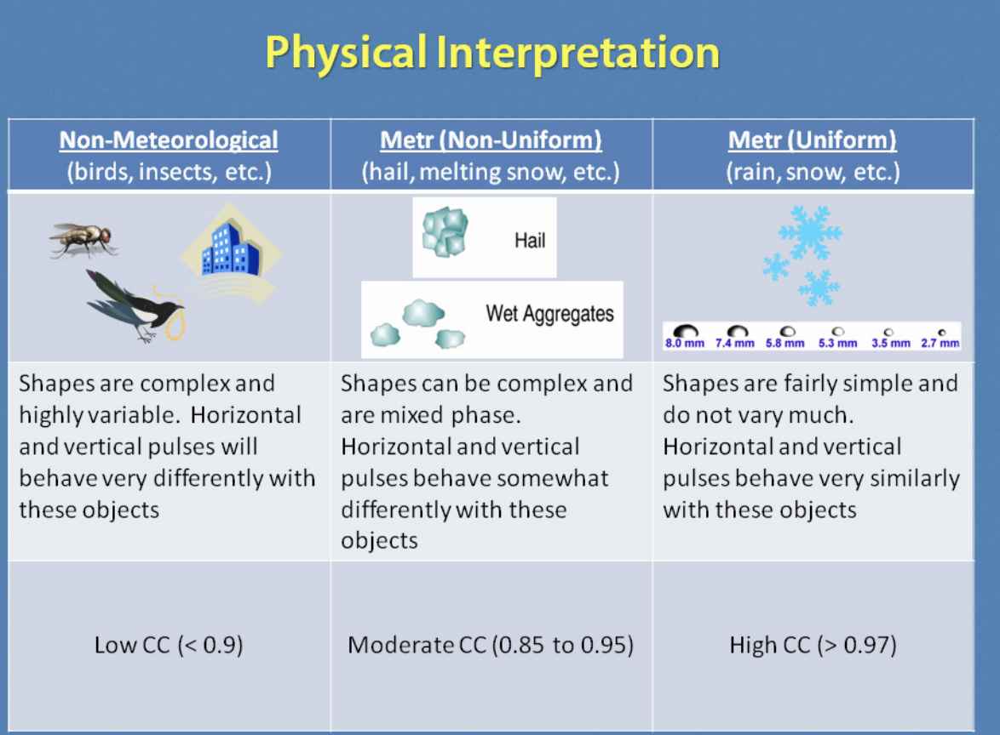 Physical Interpretation
Non-Meteorological
(birds, insects, etc.)
Metr (Non-Uniform)
(hail, melting snow, etc.)
Metr (Uniform)
(rain, snow, etc.)
Hail
Wet Aggregates
8.0 mm 7.4 mm 5.8 mm 5.3 mm 3.5 mm 2.7 mm
Shapes are complex and
highly variable. Horizontal
and vertical pulses will
behave very differently with
these objects
Shapes can be complex and
are mixed phase.
Horizontal and vertical
pulses behave somewhat
differently with these
objects
Shapes are fairly simple and
do not vary much.
Horizontal and vertical
pulses behave very similarly
with these objects
Low CC (< 0.9)
Moderate CC (0.85 to 0.95)
High CC (> 0.97)